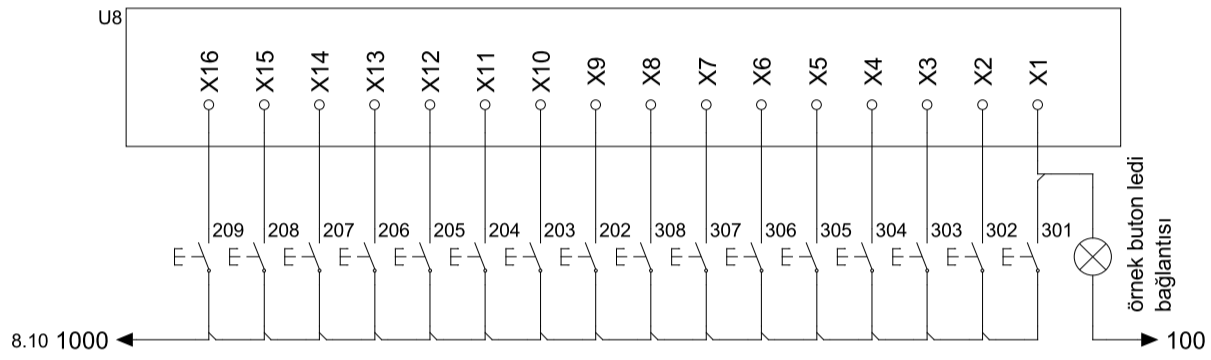 U8
X16 X15 X14 X13 X12 X11 X10 X9 X8 X7 X6 X5 X4 X3 X2 X1
209 208 207 206 205 204 203 202 308 307 306 305 304 303 302 301
örnek buton ledi
bağlantısı
8.10 1000
100